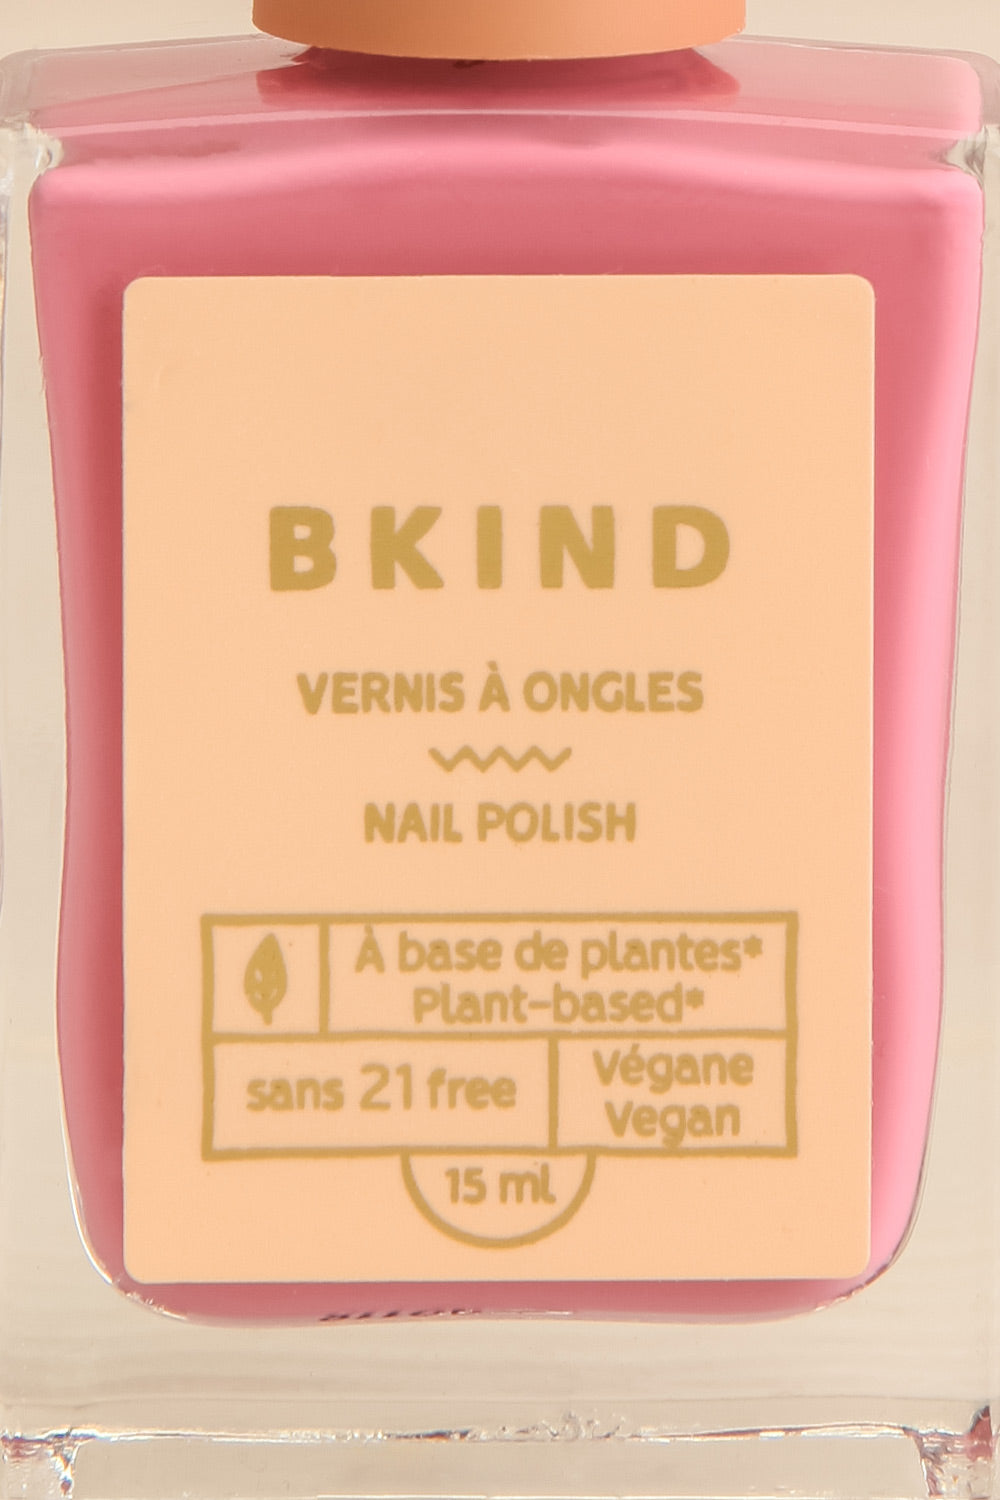 BKIND
VERNIS À ONGLES
NAIL POLISH
À base de plantes*
Plant-based*
sans 21 free
Végane
Vegan
15 ml